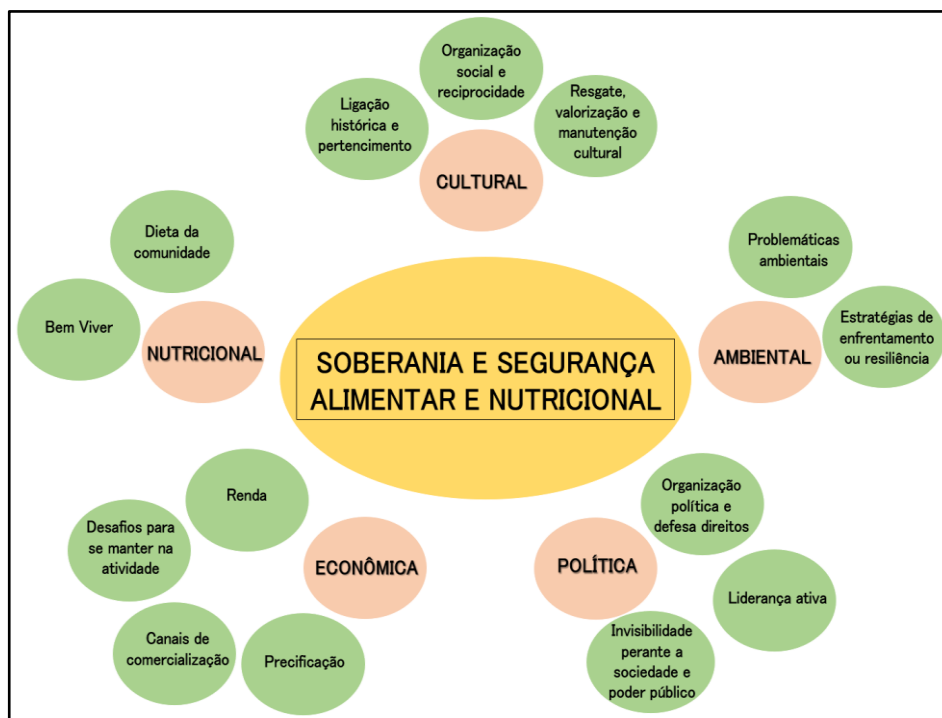 Organização
social e
reciprocidade
Ligação
histórica e
pertencimento
Resgate,
valorização e
manutenção
cultural
CULTURAL
Dieta da
comunidade
Bem Viver
NUTRICIONAL
Problemáticas
ambientais
Estratégias de
enfrentamento
ou resiliência
AMBIENTAL
SOBERANIA E SEGURANÇA
ALIMENTAR E NUTRICIONAL
Renda
Desafios para
se manter na
atividade
Canais de
comercialização
Precificação
ECONÔMICA
Organização
política e
defesa direitos
Liderança ativa
Invisibilidade
perante a
sociedade e
poder público
POLÍTICA